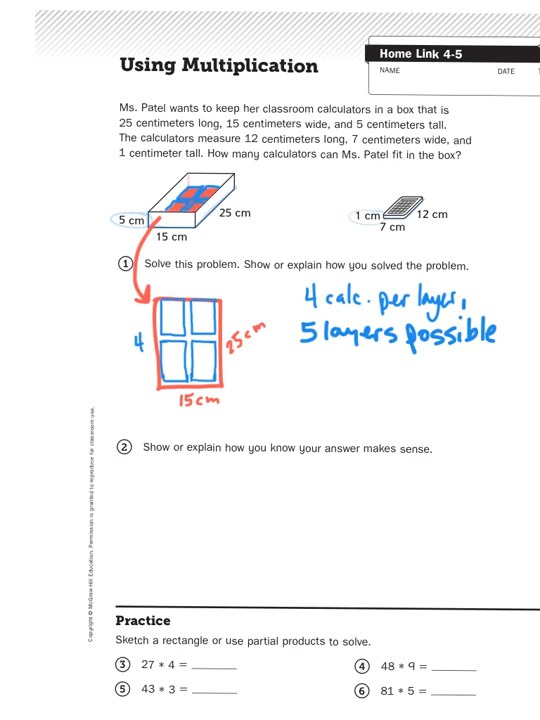 Home Link 4-5
Using Multiplication
NAME DATE T
Ms. Patel wants to keep her classroom calculators in a box that is
25 centimeters long, 15 centimeters wide, and 5 centimeters tall.
The calculators measure 12 centimeters long, 7 centimeters wide, and
1 centimeter tall. How many calculators can Ms. Patel fit in the box?
5 cm 25 cm 15 cm
1 cm 12 cm 7 cm
1 Solve this problem. Show or explain how you solved the problem.
4 calc. per layer,
5 layers possible
4 25cm
15cm
2 Show or explain how you know your answer makes sense.
Copyright © McGraw-Hill Education. Permission is granted to reproduce for classroom use.
Practice
Sketch a rectangle or use partial products to solve.
3 27 * 4 = ______ 4 48 * 9 = ______
5 43 * 3 = ______ 6 81 * 5 = ______